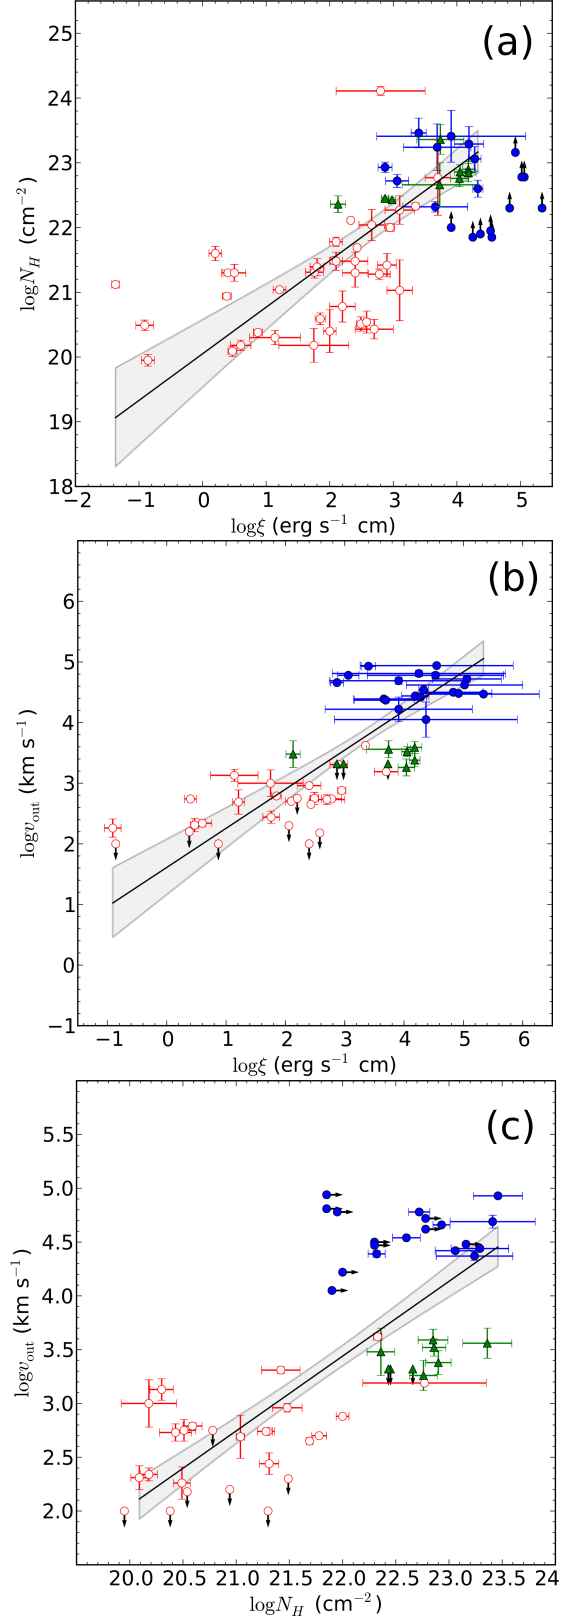 (a)
25
24
23
22
21
20
19
18
logN_H (cm⁻²)
−2 −1 0 1 2 3 4 5
logξ (erg s⁻¹ cm)
(b)
6
5
4
3
2
1
0
−1
logv_out (km s⁻¹)
−1 0 1 2 3 4 5 6
logξ (erg s⁻¹ cm)
(c)
5.5
5.0
4.5
4.0
3.5
3.0
2.5
2.0
logv_out (km s⁻¹)
20.0 20.5 21.0 21.5 22.0 22.5 23.0 23.5 24
logN_H (cm⁻²)